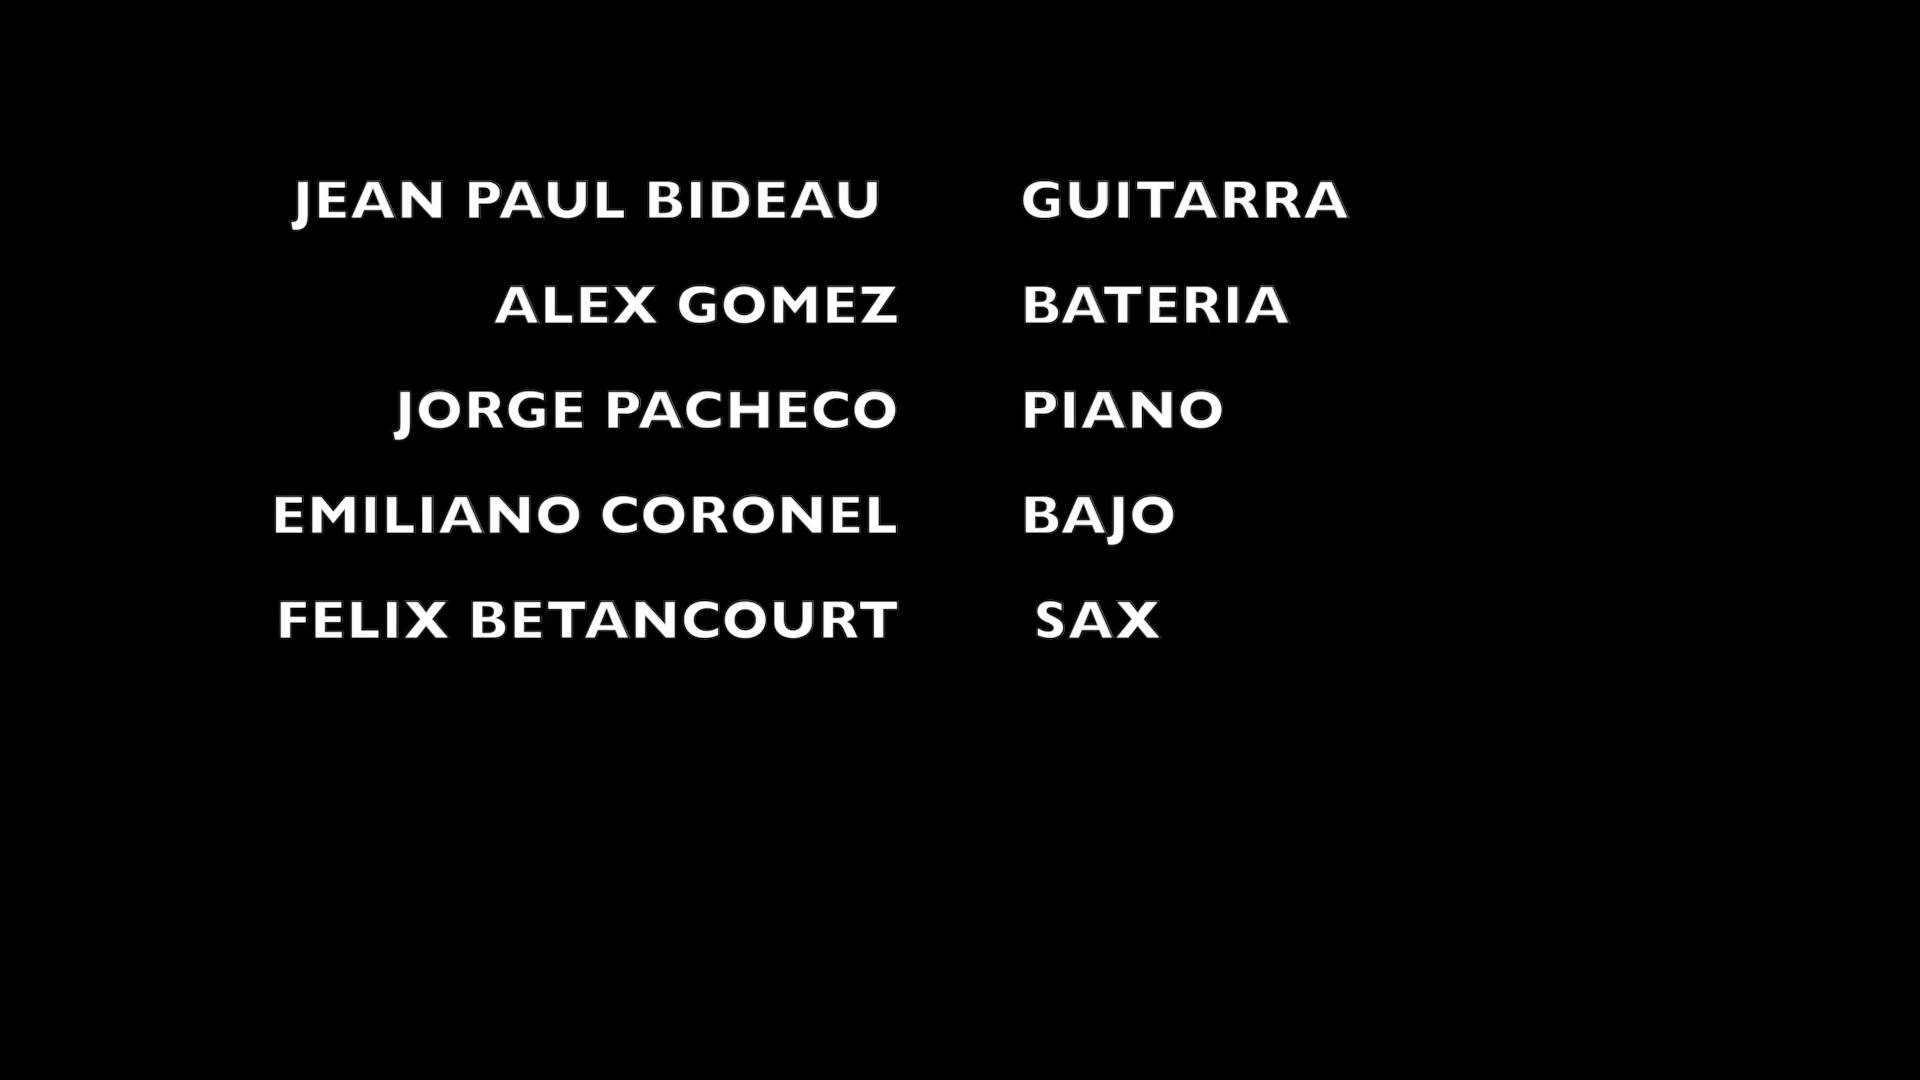 JEAN PAUL BIDEAU GUITARRA
ALEX GOMEZ BATERIA
JORGE PACHECO PIANO
EMILIANO CORONEL BAJO
FELIX BETANCOURT SAX